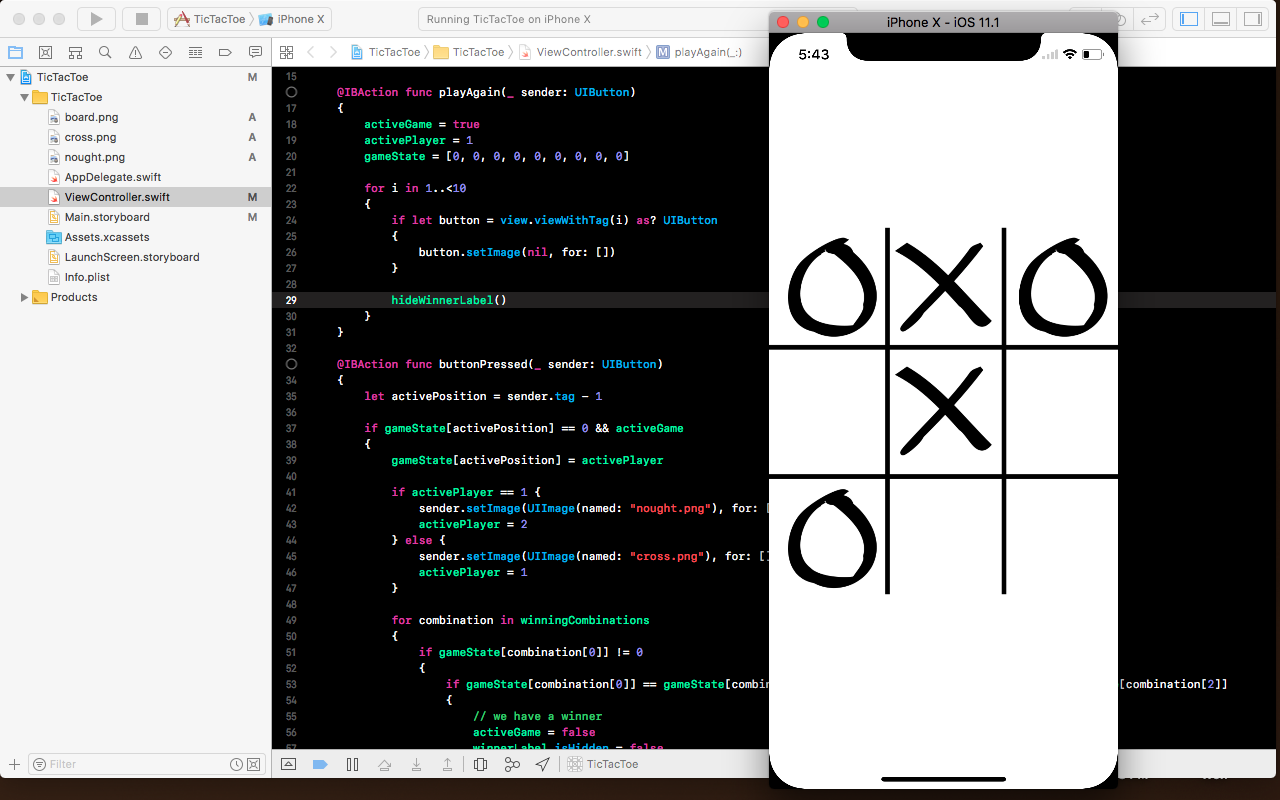 TicTacToe iPhone X
Running TicTacToe on iPhone X
iPhone X - iOS 11.1
5:43
TicTacToe TicTacToe ViewController.swift M playAgain(_:)
TicTacToe M
TicTacToe
board.png A
cross.png A
nought.png A
AppDelegate.swift
ViewController.swift M
Main.storyboard M
Assets.xcassets
LaunchScreen.storyboard
Info.plist
Products
15
@IBAction func playAgain(_ sender: UIButton)
17 {
18 activeGame = true
19 activePlayer = 1
20 gameState = [0, 0, 0, 0, 0, 0, 0, 0, 0]
21
22 for i in 1..<10
23 {
24 if let button = view.viewWithTag(i) as? UIButton
25 {
26 button.setImage(nil, for: [])
27 }
28
29 hideWinnerLabel()
30 }
31 }
32
@IBAction func buttonPressed(_ sender: UIButton)
34 {
35 let activePosition = sender.tag - 1
36
37 if gameState[activePosition] == 0 && activeGame
38 {
39 gameState[activePosition] = activePlayer
40
41 if activePlayer == 1 {
42 sender.setImage(UIImage(named: "nought.png"), for: [
43 activePlayer = 2
44 } else {
45 sender.setImage(UIImage(named: "cross.png"), for: []
46 activePlayer = 1
47 }
48
49 for combination in winningCombinations
50 {
51 if gameState[combination[0]] != 0
52 {
53 if gameState[combination[0]] == gameState[combin [combination[2]]
54 {
55 // we have a winner
56 activeGame = false
57 winnerLabel.isHidden = false
Filter
TicTacToe